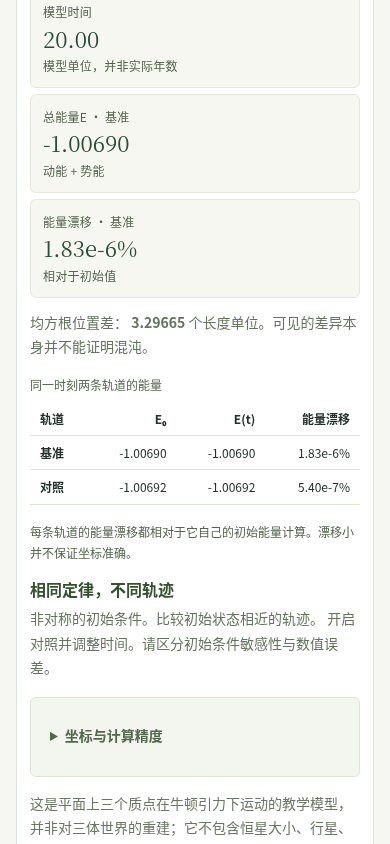 模型时间
20.00
模型单位，并非实际年数
总能量E · 基准
-1.00690
动能 + 势能
能量漂移 · 基准
1.83e-6%
相对于初始值
均方根位置差： 3.29665 个长度单位。可见的差异本
身并不能证明混沌。
同一时刻两条轨道的能量
轨道 E₀ E(t) 能量漂移
基准 -1.00690 -1.00690 1.83e-6%
对照 -1.00692 -1.00692 5.40e-7%
每条轨道的能量漂移都相对于它自己的初始能量计算。漂移小
并不保证坐标准确。
相同定律，不同轨迹
非对称的初始条件。比较初始状态相近的轨迹。 开启
对照并调整时间。请区分初始条件敏感性与数值误
差。
▶ 坐标与计算精度
这是平面上三个质点在牛顿引力下运动的教学模型，
并非对三体世界的重建；它不包含恒星大小、行星、